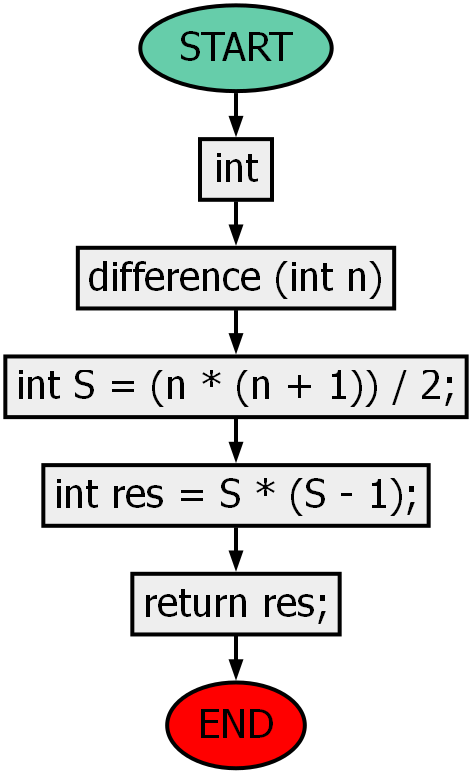 START
int
difference (int n)
int S = (n * (n + 1)) / 2;
int res = S * (S - 1);
return res;
END